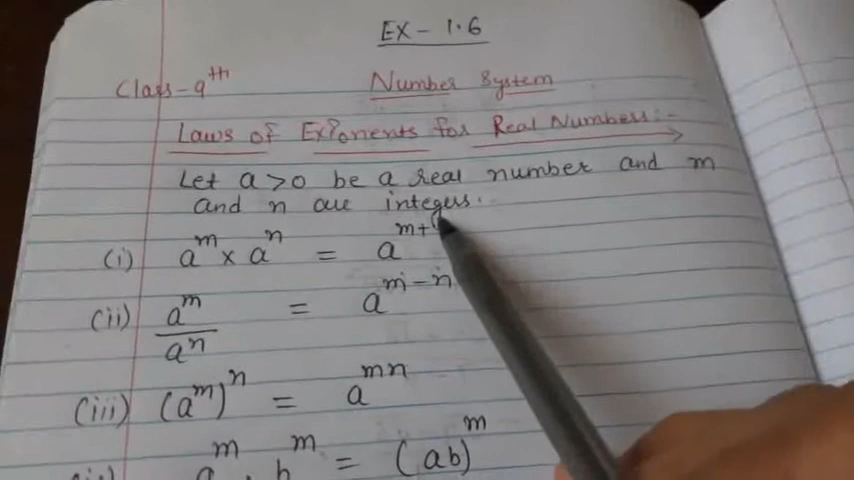 EX - 1.6
Class - 9th Number System
Laws of Exponents for Real Numbers :-
Let a > 0 be a real number and m
and n are integers.
(i) a^m × a^n = a^m+
(ii) a^m / a^n = a^m-n
(iii) (a^m)^n = a^mn
a^m . b^m = (ab)^m